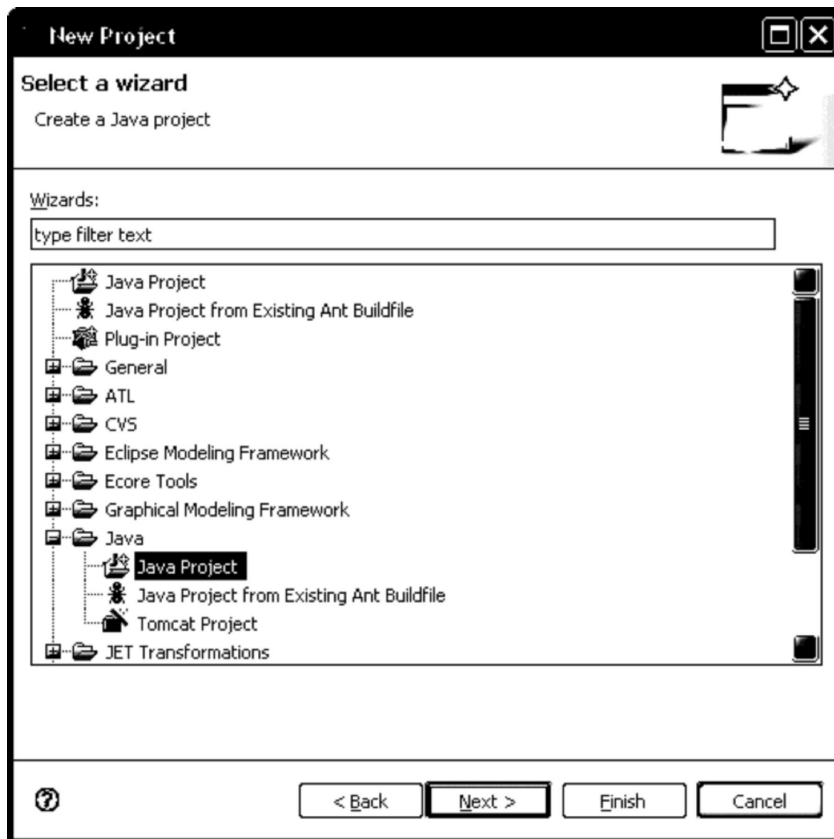 New Project
Select a wizard
Create a Java project
Wizards:
type filter text
Java Project
Java Project from Existing Ant Buildfile
Plug-in Project
General
ATL
CVS
Eclipse Modeling Framework
Ecore Tools
Graphical Modeling Framework
Java
Java Project
Java Project from Existing Ant Buildfile
Tomcat Project
JET Transformations
? < Back Next > Finish Cancel